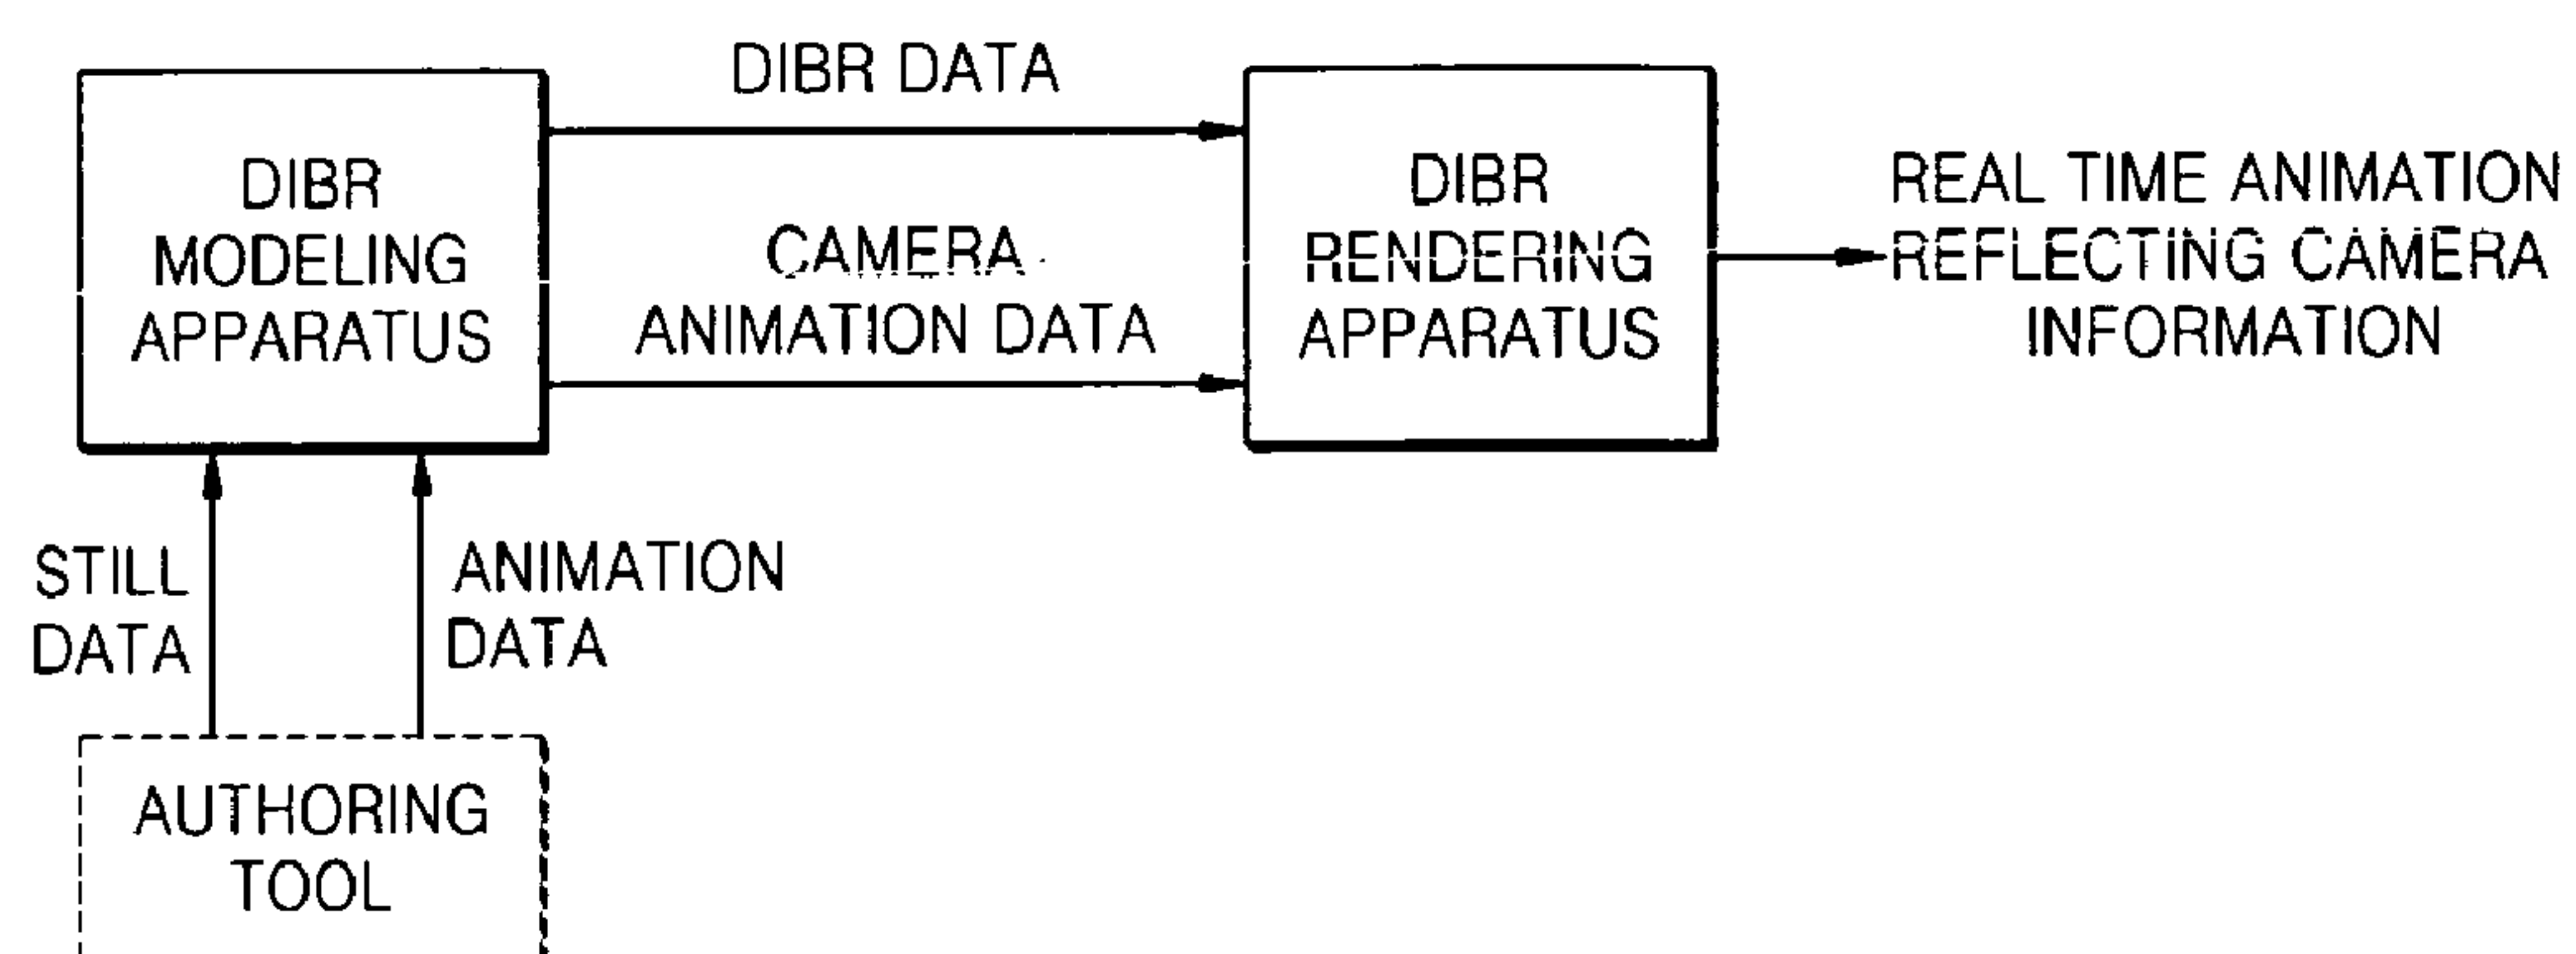 DIBR DATA
DIBR
MODELING
APPARATUS
CAMERA
ANIMATION DATA
DIBR
RENDERING
APPARATUS
REAL TIME ANIMATION
REFLECTING CAMERA
INFORMATION
STILL
DATA
ANIMATION
DATA
AUTHORING
TOOL